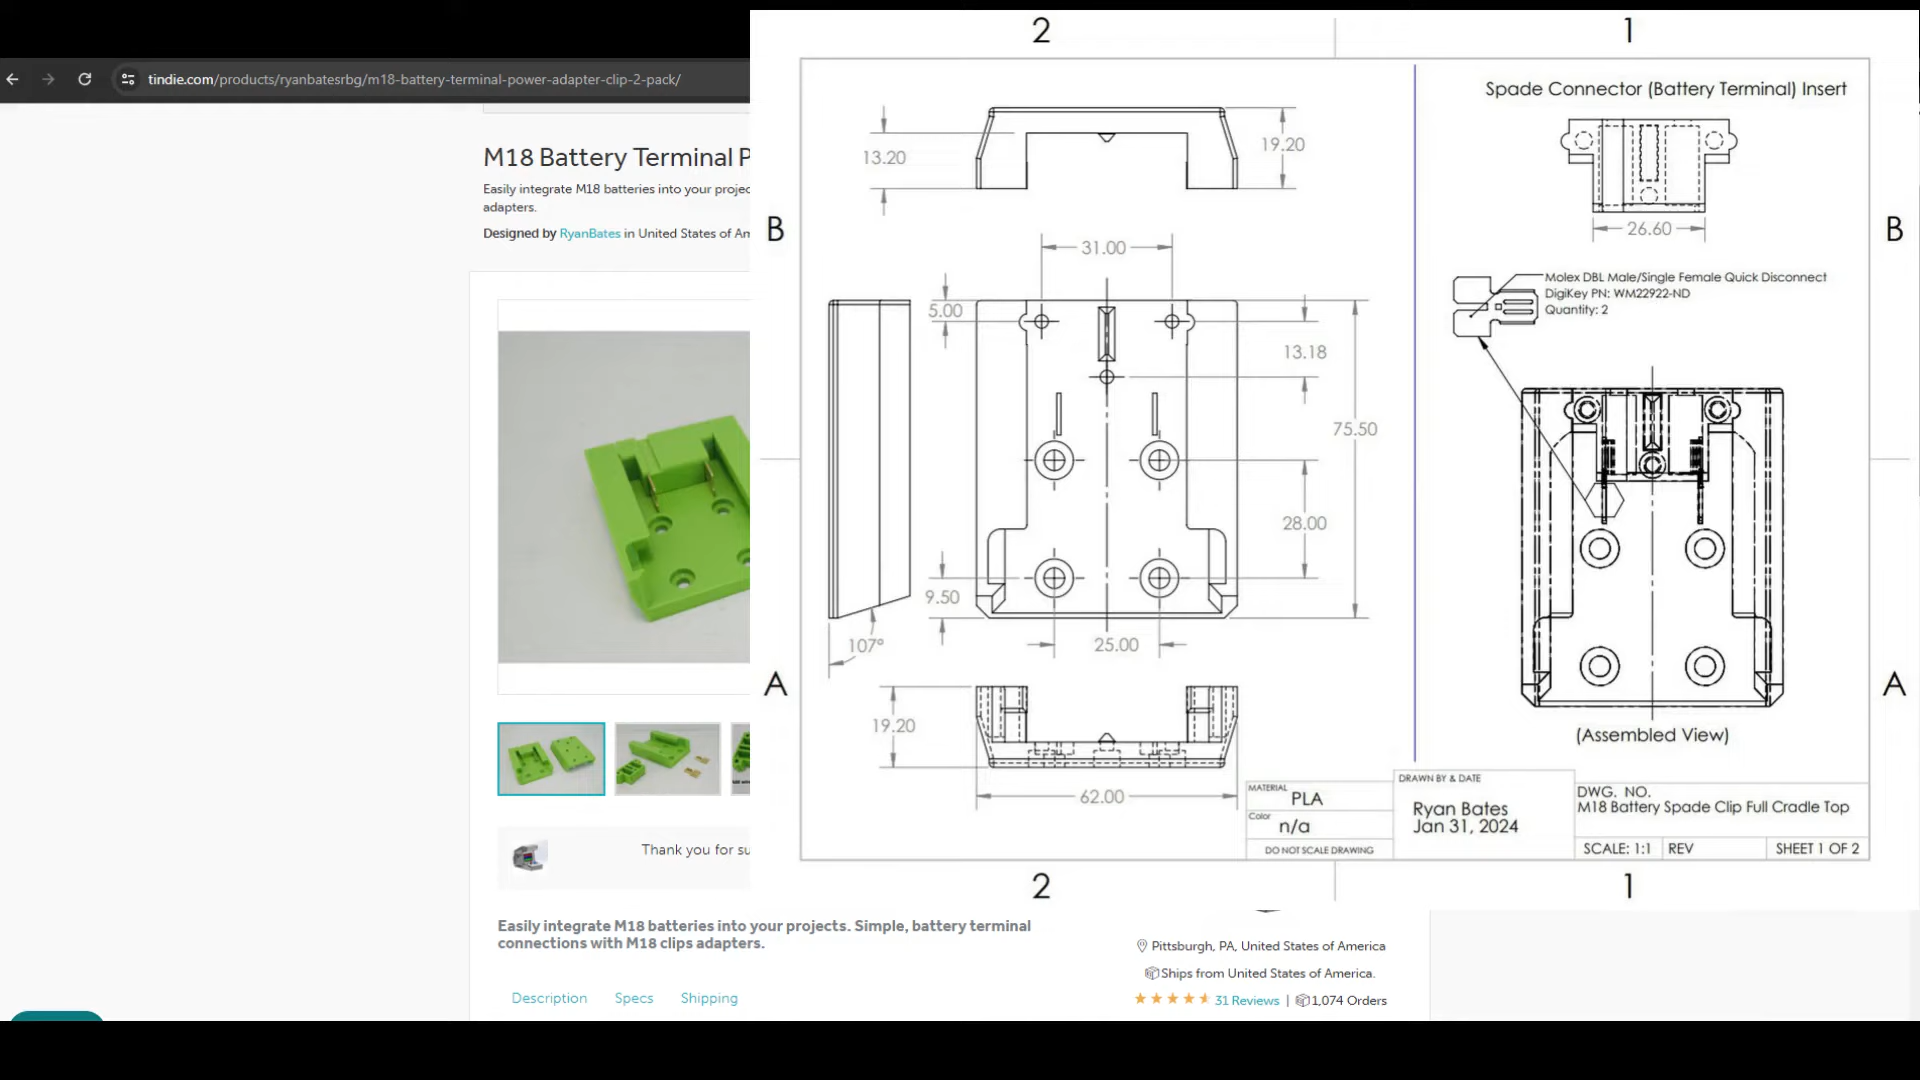 tindie.com/products/ryanbatesrbg/m18-battery-terminal-power-adapter-clip-2-pack/
M18 Battery Terminal P
Easily integrate M18 batteries into your projec
adapters.
Designed by RyanBates in United States of Am
Thank you for su
Easily integrate M18 batteries into your projects. Simple, battery terminal
connections with M18 clips adapters.
Description Specs Shipping
Pittsburgh, PA, United States of America
Ships from United States of America.
31 Reviews | 1,074 Orders
2 1
B B
A A
2 1
13.20
19.20
31.00
5.00
13.18
75.50
28.00
9.50
107°
25.00
19.20
62.00
Spade Connector (Battery Terminal) Insert
26.60
Molex DBL Male/Single Female Quick Disconnect
DigiKey PN: WM22922-ND
Quantity: 2
(Assembled View)
MATERIAL
PLA
Color
n/a
DO NOT SCALE DRAWING
DRAWN BY & DATE
Ryan Bates
Jan 31, 2024
DWG. NO.
M18 Battery Spade Clip Full Cradle Top
SCALE: 1:1 REV SHEET 1 OF 2